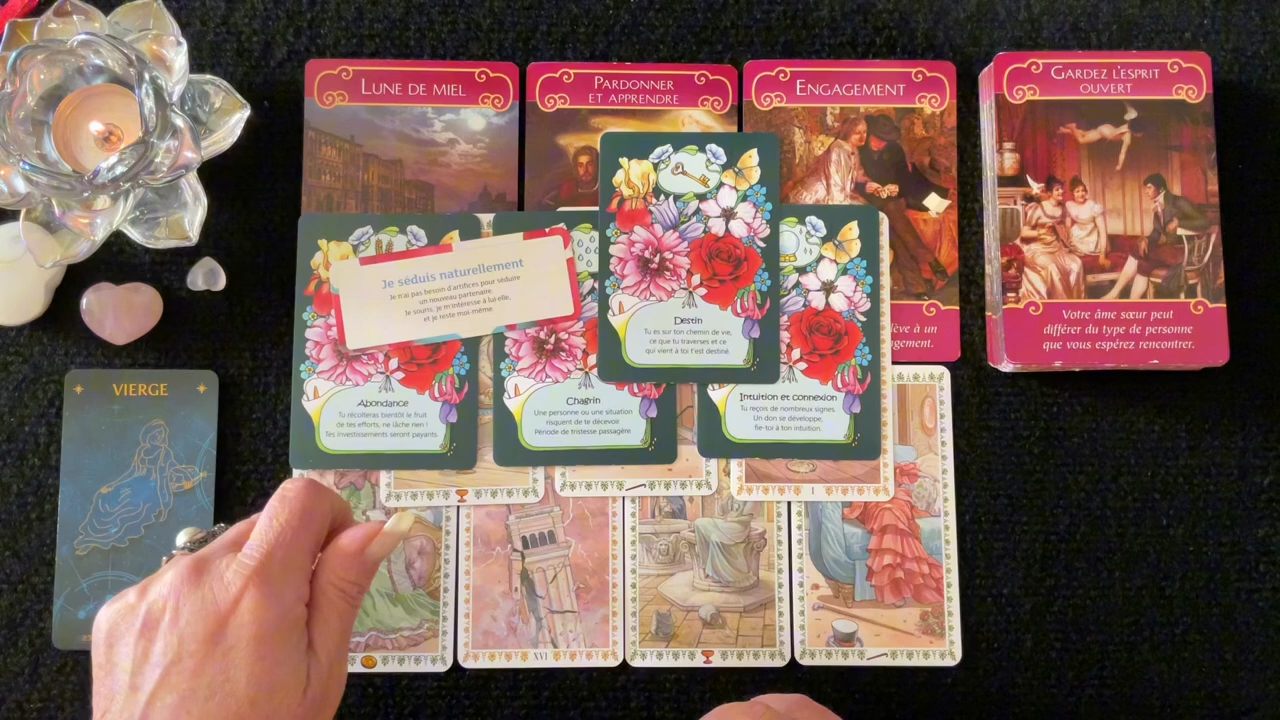 LUNE DE MIEL
PARDONNER
ET APPRENDRE
ENGAGEMENT
GARDEZ L'ESPRIT
OUVERT
Je séduis naturellement
Je n'ai pas besoin d'artifices pour séduire
un nouveau partenaire.
Je souris, je m'intéresse à lui·elle,
et je reste moi-même.
Destin
Tu es sur ton chemin de vie,
ce que tu traverses et ce
qui vient à toi t'est destiné.
lève à un
gement.
Votre âme sœur peut
différer du type de personne
que vous espérez rencontrer.
VIERGE
Abondance
Tu récolteras bientôt le fruit
de tes efforts, ne lâche rien !
Tes investissements seront payants.
Chagrin
Une personne ou une situation
risquent de te décevoir
Période de tristesse passagère
Intuition et connexion
Tu reçois de nombreux signes
Un don se développe,
fie-toi à ton intuition.
I
XVI